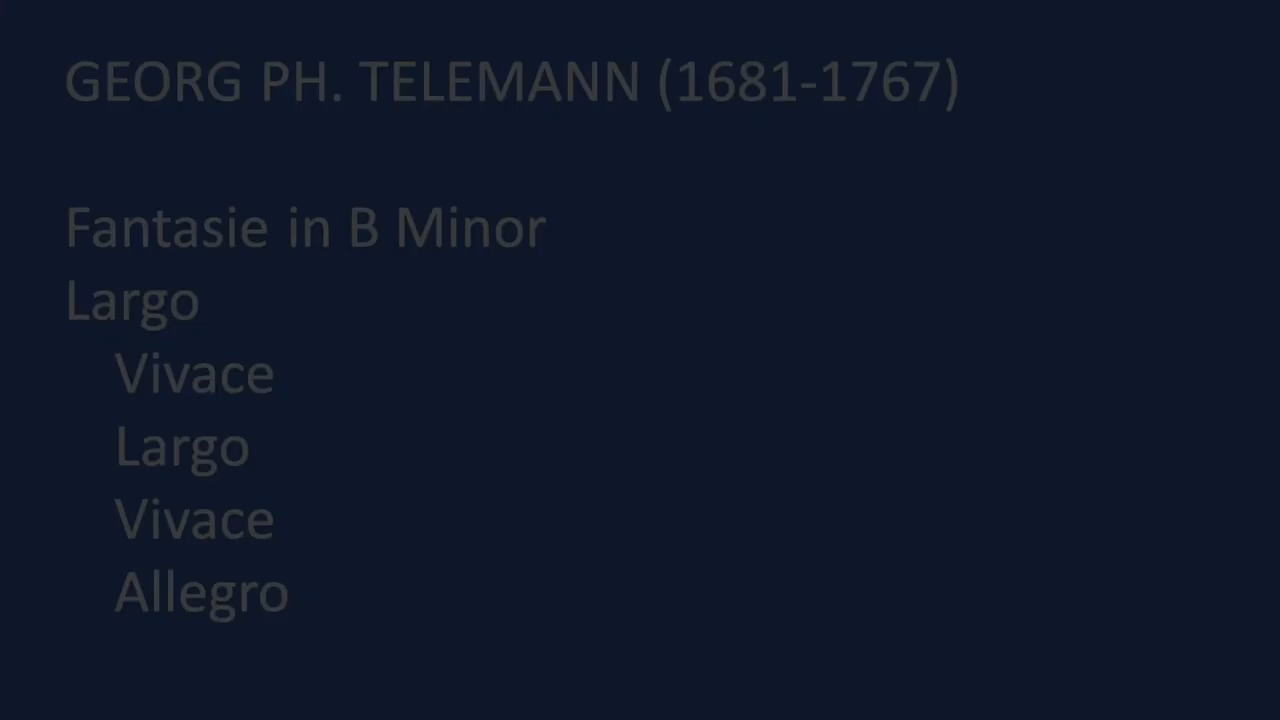 GEORG PH. TELEMANN (1681-1767)
Fantasie in B Minor
Largo
Vivace
Largo
Vivace
Allegro